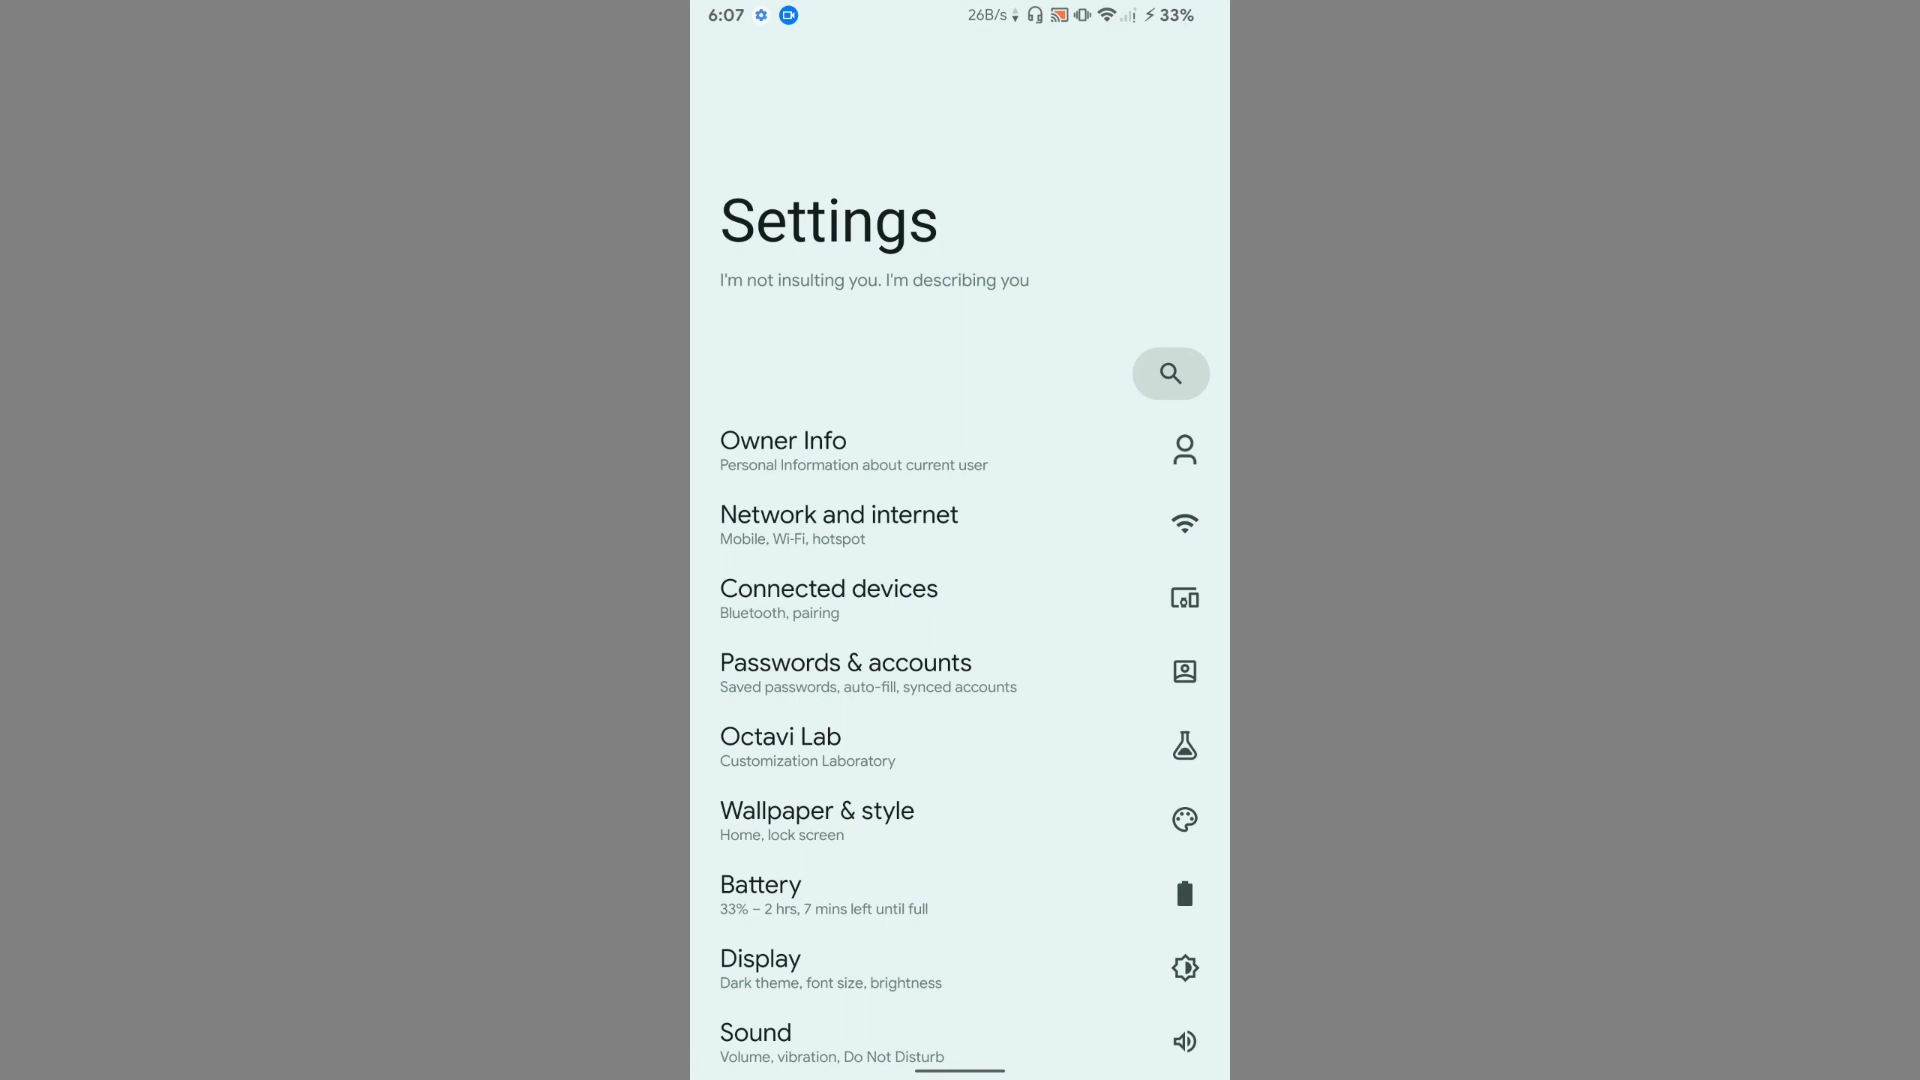 6:07 26B/s 33%
Settings
I'm not insulting you. I'm describing you
Owner Info
Personal Information about current user
Network and internet
Mobile, Wi-Fi, hotspot
Connected devices
Bluetooth, pairing
Passwords & accounts
Saved passwords, auto-fill, synced accounts
Octavi Lab
Customization Laboratory
Wallpaper & style
Home, lock screen
Battery
33% – 2 hrs, 7 mins left until full
Display
Dark theme, font size, brightness
Sound
Volume, vibration, Do Not Disturb